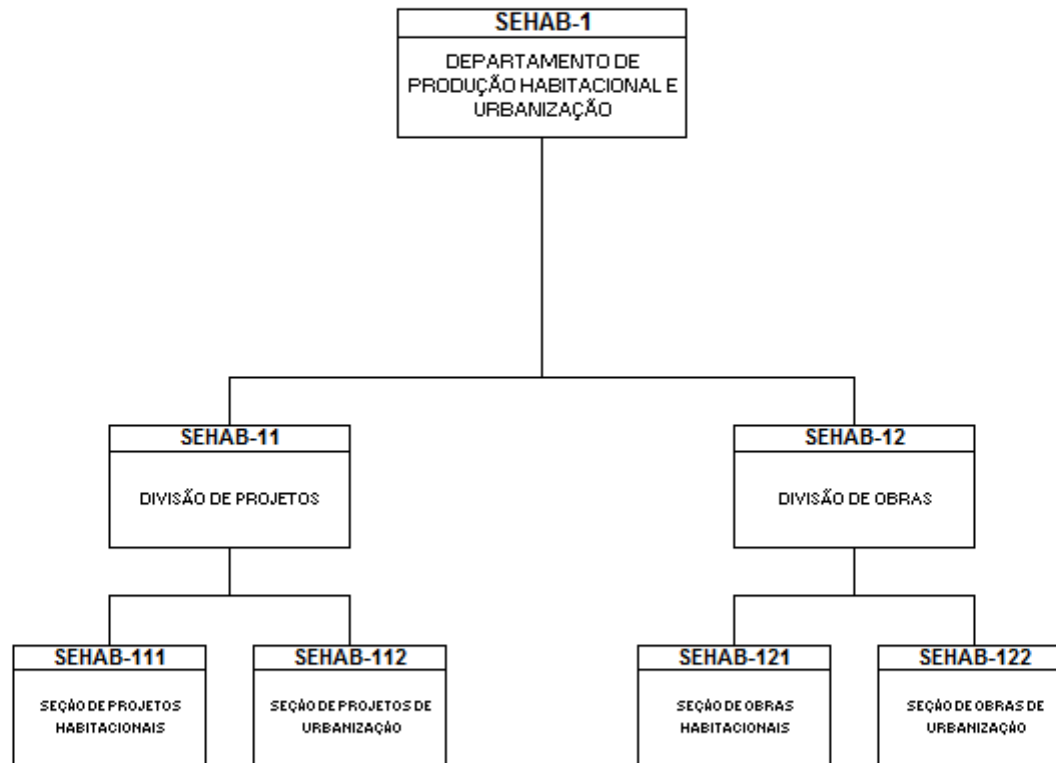 SEHAB-1
DEPARTAMENTO DE
PRODUÇÃO HABITACIONAL E
URBANIZAÇÃO
SEHAB-11
DIVISÃO DE PROJETOS
SEHAB-12
DIVISÃO DE OBRAS
SEHAB-111
SEÇÃO DE PROJETOS
HABITACIONAIS
SEHAB-112
SEÇÃO DE PROJETOS DE
URBANIZAÇÃO
SEHAB-121
SEÇÃO DE OBRAS
HABITACIONAIS
SEHAB-122
SEÇÃO DE OBRAS DE
URBANIZAÇÃO